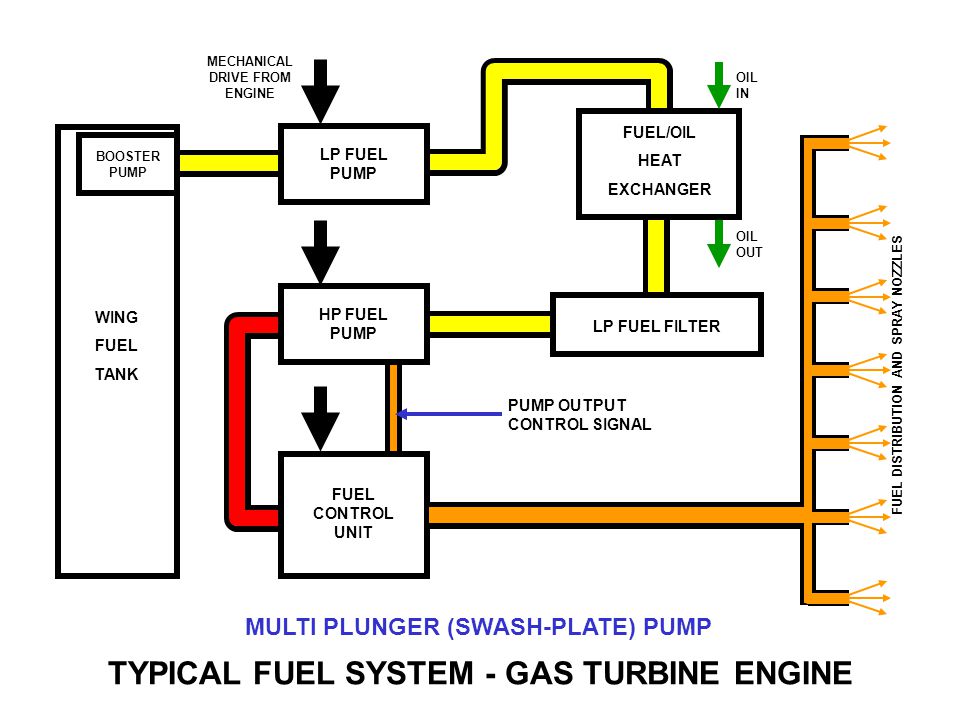 MECHANICAL
DRIVE FROM
ENGINE
OIL
IN
BOOSTER
PUMP
LP FUEL
PUMP
FUEL/OIL
HEAT
EXCHANGER
OIL
OUT
WING
FUEL
TANK
HP FUEL
PUMP
LP FUEL FILTER
PUMP OUTPUT
CONTROL SIGNAL
FUEL
CONTROL
UNIT
FUEL DISTRIBUTION AND SPRAY NOZZLES
MULTI PLUNGER (SWASH-PLATE) PUMP
TYPICAL FUEL SYSTEM - GAS TURBINE ENGINE